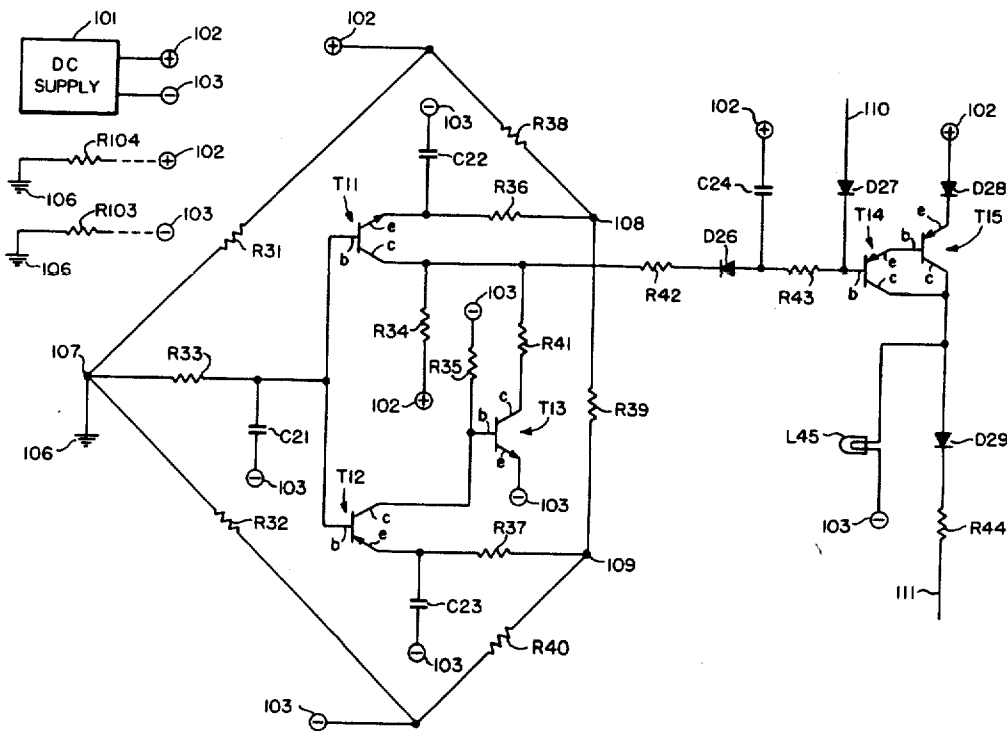 101
DC
SUPPLY
+
102
−
103
R104
+
102
106
R103
−
103
106
102
+
−
103
C22
R38
T11
R36
e
c
b
108
R31
R34
102
+
−
103
R35
R41
107
R33
C21
−
103
106
R39
b
c
e
T13
−
103
T12
c
e
b
R37
109
R32
C23
−
103
R40
103
−
102
+
C24
110
D27
102
+
D28
D26
R42
R43
T14
e
b
c
e
b
c
T15
L45
D29
103
−
R44
111